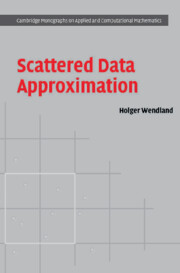 Cambridge Monographs on Applied and Computational Mathematics
Scattered Data
Approximation
Holger Wendland